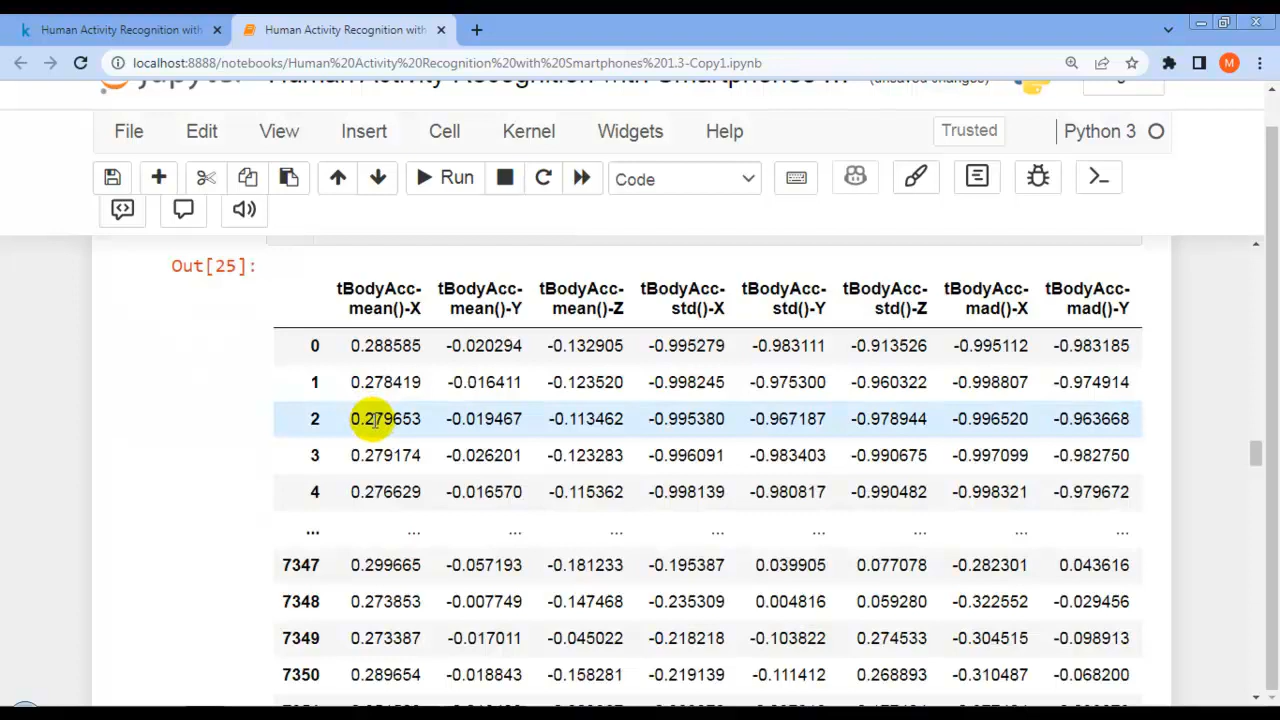 k Human Activity Recognition with
Human Activity Recognition with
localhost:8888/notebooks/Human%20Activity%20Recognition%20with%20Smartphones%201.3-Copy1.ipynb
M
File Edit View Insert Cell Kernel Widgets Help
Trusted
Python 3
Run
Code
Out[25]:
tBodyAcc- tBodyAcc- tBodyAcc- tBodyAcc- tBodyAcc- tBodyAcc- tBodyAcc- tBodyAcc-
mean()-X mean()-Y mean()-Z std()-X std()-Y std()-Z mad()-X mad()-Y
0 0.288585 -0.020294 -0.132905 -0.995279 -0.983111 -0.913526 -0.995112 -0.983185
1 0.278419 -0.016411 -0.123520 -0.998245 -0.975300 -0.960322 -0.998807 -0.974914
2 0.279653 -0.019467 -0.113462 -0.995380 -0.967187 -0.978944 -0.996520 -0.963668
3 0.279174 -0.026201 -0.123283 -0.996091 -0.983403 -0.990675 -0.997099 -0.982750
4 0.276629 -0.016570 -0.115362 -0.998139 -0.980817 -0.990482 -0.998321 -0.979672
... ... ... ... ... ... ... ... ...
7347 0.299665 -0.057193 -0.181233 -0.195387 0.039905 0.077078 -0.282301 0.043616
7348 0.273853 -0.007749 -0.147468 -0.235309 0.004816 0.059280 -0.322552 -0.029456
7349 0.273387 -0.017011 -0.045022 -0.218218 -0.103822 0.274533 -0.304515 -0.098913
7350 0.289654 -0.018843 -0.158281 -0.219139 -0.111412 0.268893 -0.310487 -0.068200